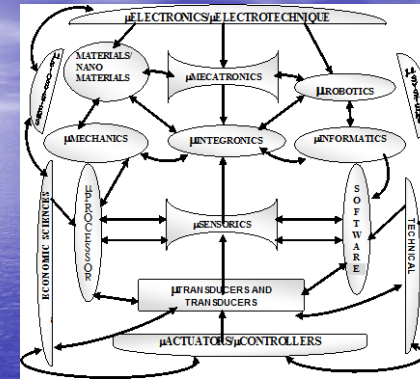 µELECTRONICS/µELECTROTECHNIQUE
MATERIALS/
NANO
MATERIALS
µMECATRONICS
µROBOTICS
µMECHANICS
µINTEGRONICS
µINFORMATICS
ECONOMIC SCIENCES
µPROCESSOR
µSENSORICS
SOFTWARE
TECHNICAL
µTRANSDUCERS AND
TRANSDUCERS
µACTUATORS/µCONTROLLERS